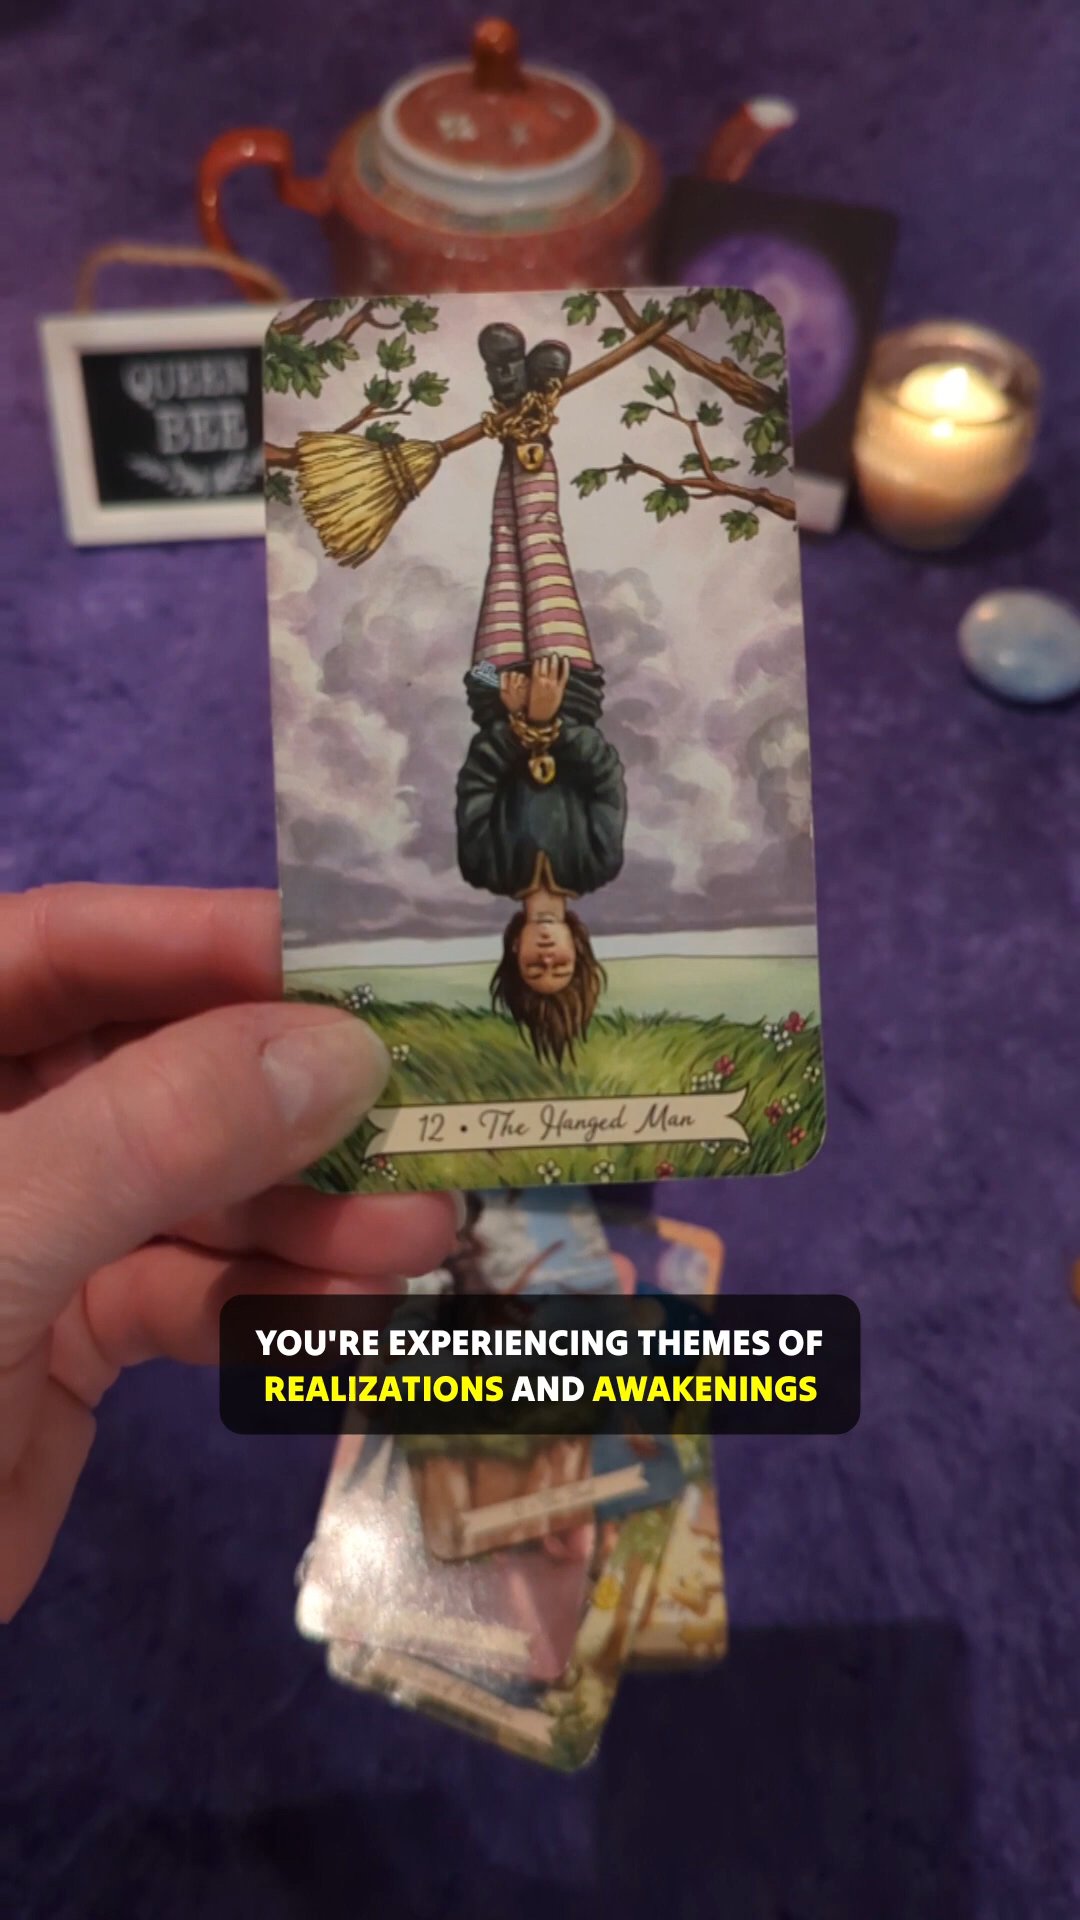 QUEEN
BEE
12 • The Hanged Man
YOU'RE EXPERIENCING THEMES OF
REALIZATIONS AND AWAKENINGS